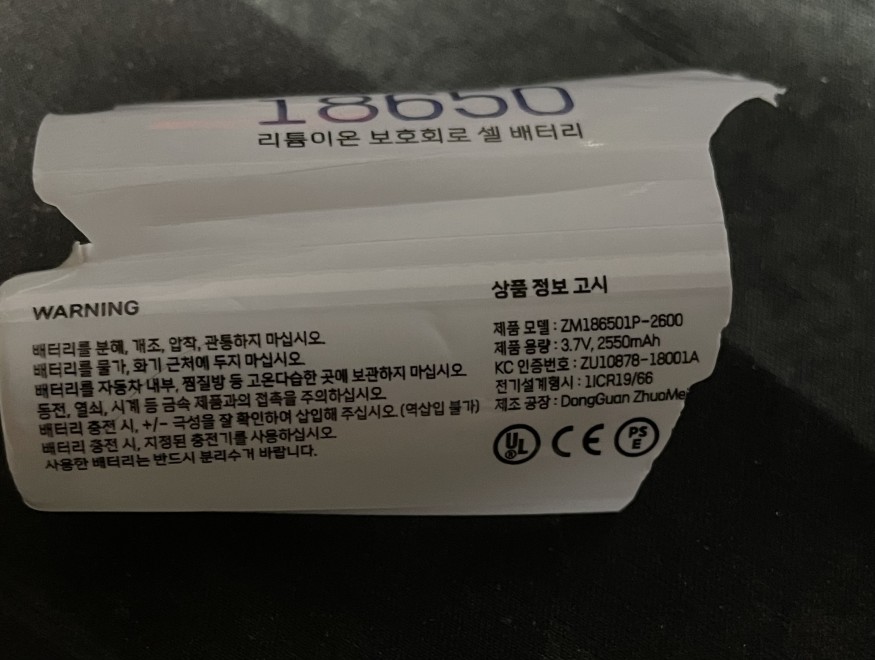 18650
리튬이온 보호회로 셀 배터리
WARNING
배터리를 분해, 개조, 압착, 관통하지 마십시오.
배터리를 물가, 화기 근처에 두지 마십시오.
배터리를 자동차 내부, 찜질방 등 고온다습한 곳에 보관하지 마십시오.
동전, 열쇠, 시계 등 금속 제품과의 접촉을 주의하십시오.
배터리 충전 시, +/- 극성을 잘 확인하여 삽입해 주십시오. (역삽입 불가)
배터리 충전 시, 지정된 충전기를 사용하십시오.
사용한 배터리는 반드시 분리수거 바랍니다.
상품 정보 고시
제품 모델 : ZM186501P-2600
제품 용량 : 3.7V, 2550mAh
KC 인증번호 : ZU10878-18001A
전기설계형시 : 1ICR19/66
제조 공장 : DongGuan ZhuoMei
UL CE PSE